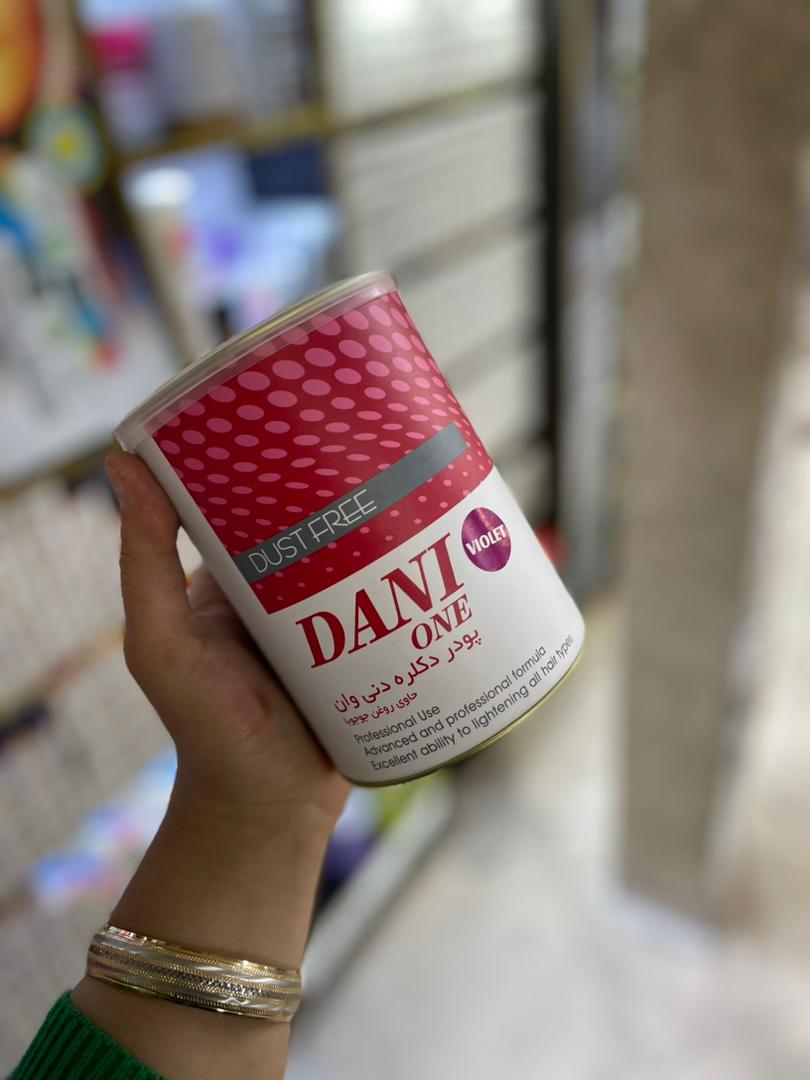 DUST FREE
DANI
ONE
VIOLET
پودر دکلره دنی وان
حاوی روغن جوجوبا
Professional Use
Advanced and professional formula
Excellent ability to lightening all hair types